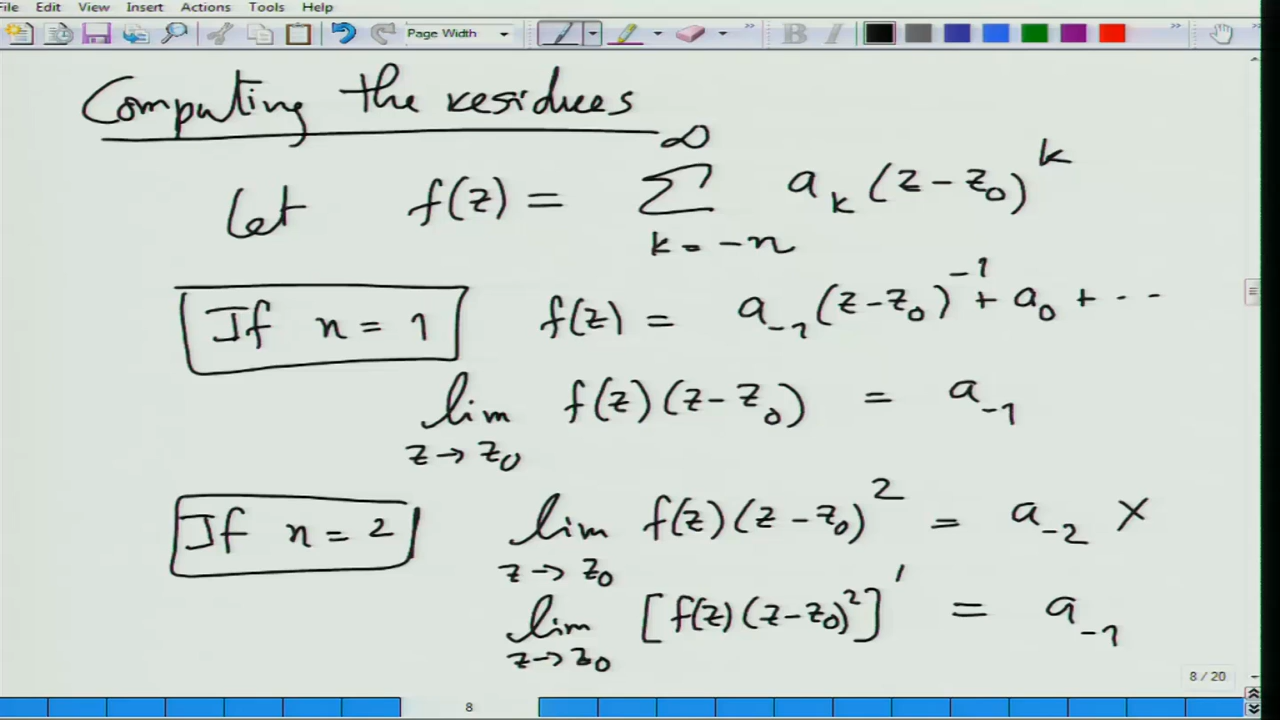 File Edit View Insert Actions Tools Help
Page Width
Computing the residues
Let f(z) = ∑_{k=-n}^{∞} a_k (z-z_0)^k
If n = 1 f(z) = a_{-1}(z-z_0)^{-1} + a_0 + ...
lim_{z→z_0} f(z)(z-z_0) = a_{-1}
If n = 2 lim_{z→z_0} f(z)(z-z_0)^2 = a_{-2} ×
lim_{z→z_0} [f(z)(z-z_0)^2]' = a_{-1}
8 / 20
8